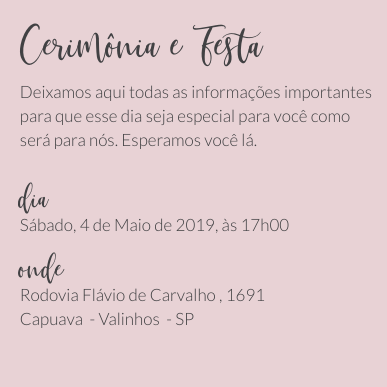 Cerimônia e Festa
Deixamos aqui todas as informações importantes
para que esse dia seja especial para você como
será para nós. Esperamos você lá.
dia
Sábado, 4 de Maio de 2019, às 17h00
onde
Rodovia Flávio de Carvalho , 1691
Capuava - Valinhos - SP